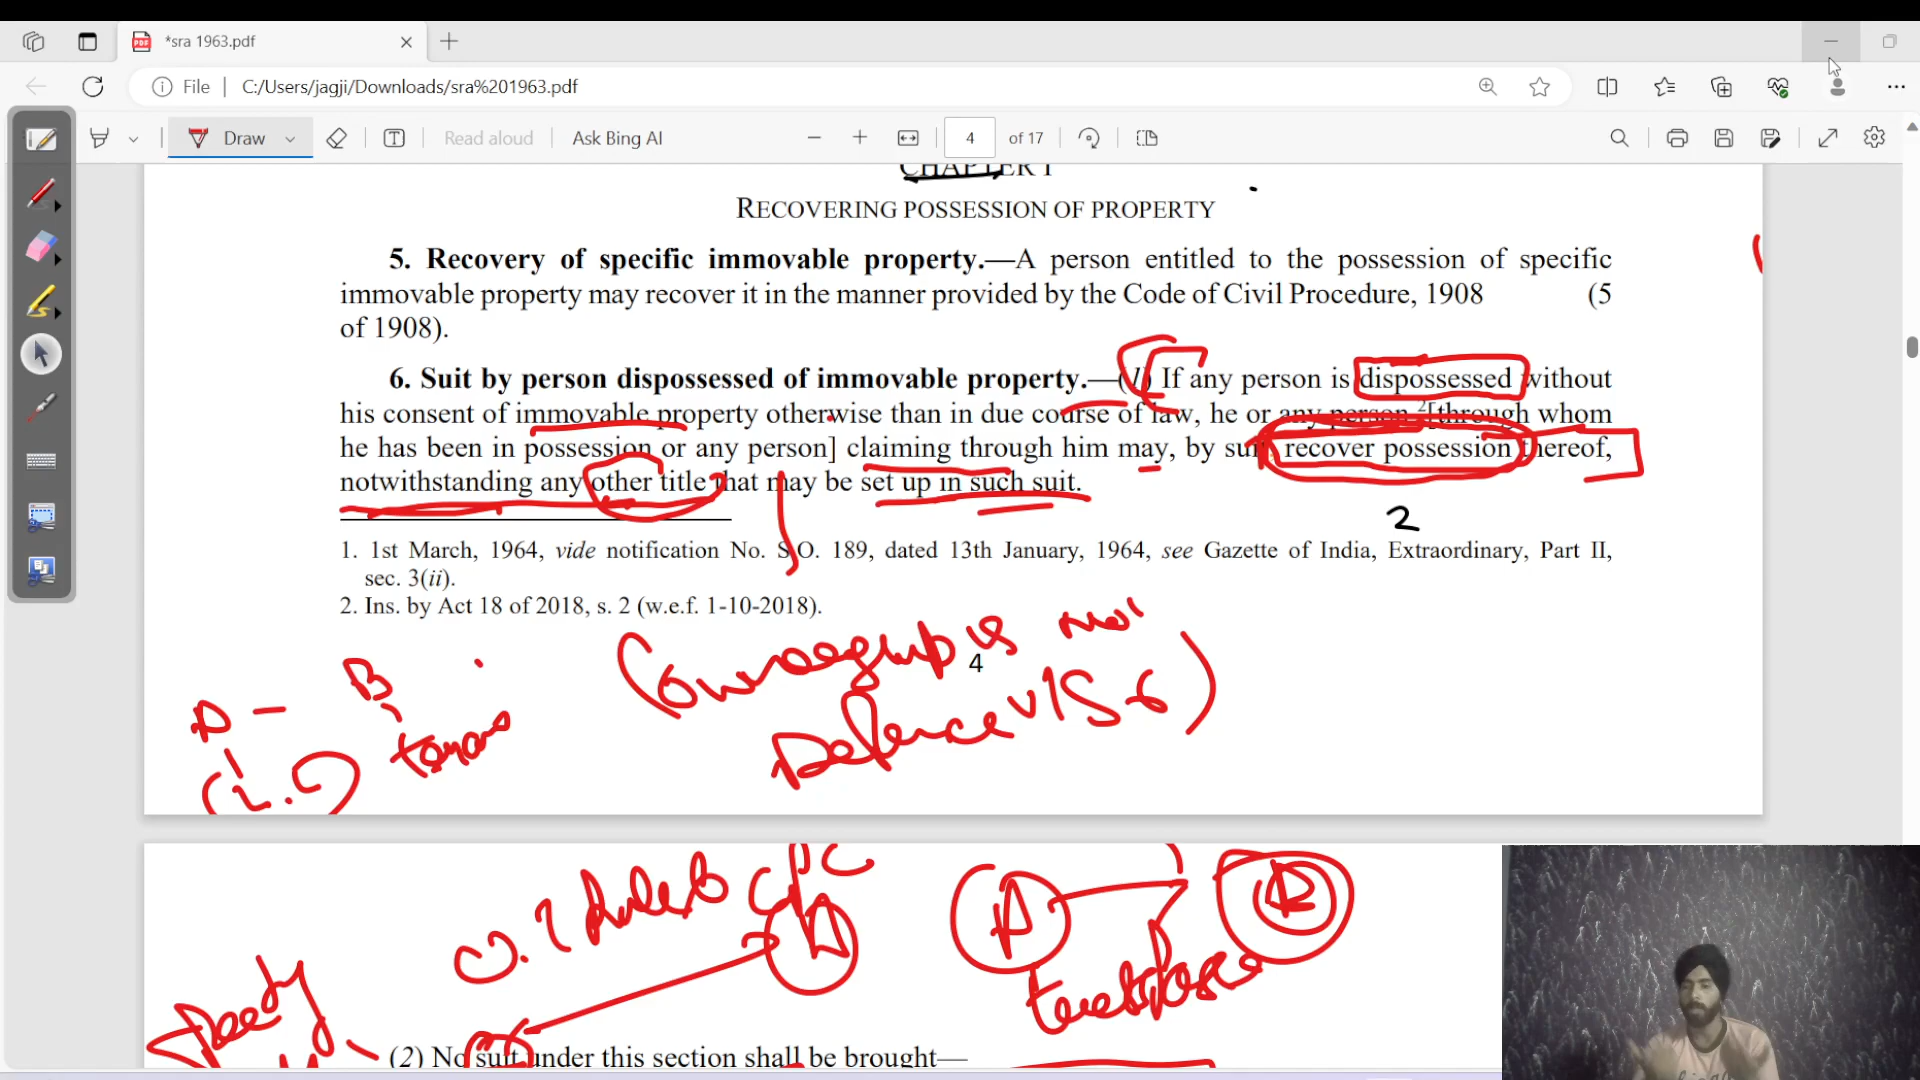 *sra 1963.pdf
File
C:/Users/jagji/Downloads/sra%201963.pdf
Draw
Read aloud
Ask Bing AI
4 of 17
CHAPTER I
RECOVERING POSSESSION OF PROPERTY
5. Recovery of specific immovable property.—A person entitled to the possession of specific
immovable property may recover it in the manner provided by the Code of Civil Procedure, 1908 (5
of 1908).
6. Suit by person dispossessed of immovable property.—(1) If any person is dispossessed without
his consent of immovable property otherwise than in due course of law, he or any person 2[through whom
he has been in possession or any person] claiming through him may, by suit, recover possession thereof,
notwithstanding any other title that may be set up in such suit.
2
1. 1st March, 1964, vide notification No. S.O. 189, dated 13th January, 1964, see Gazette of India, Extraordinary, Part II,
sec. 3(ii).
2. Ins. by Act 18 of 2018, s. 2 (w.e.f. 1-10-2018).
(Ownership is not
4
Defence V/S 6)
A – B
CPC
A
B
(2) No suit under this section shall be brought—